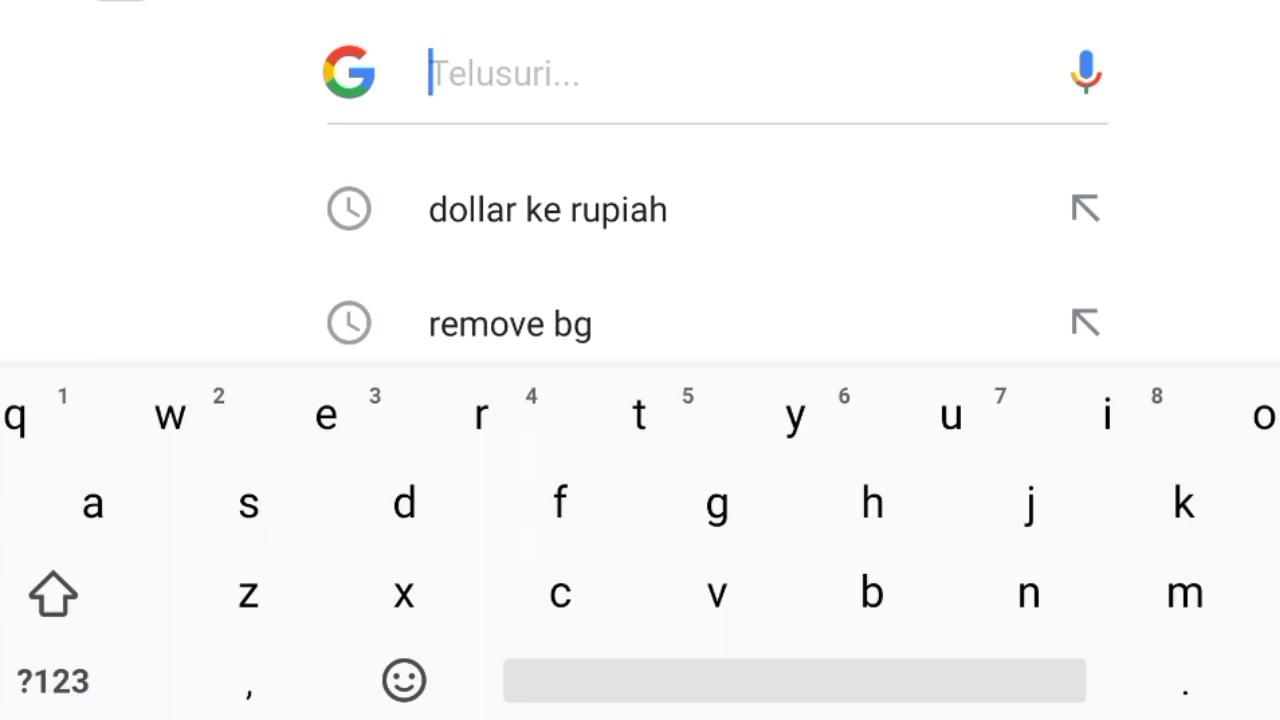 Telusuri...
dollar ke rupiah
remove bg
q 1 w 2 e 3 r 4 t 5 y 6 u 7 i 8 o
a s d f g h j k
z x c v b n m
?123 , .